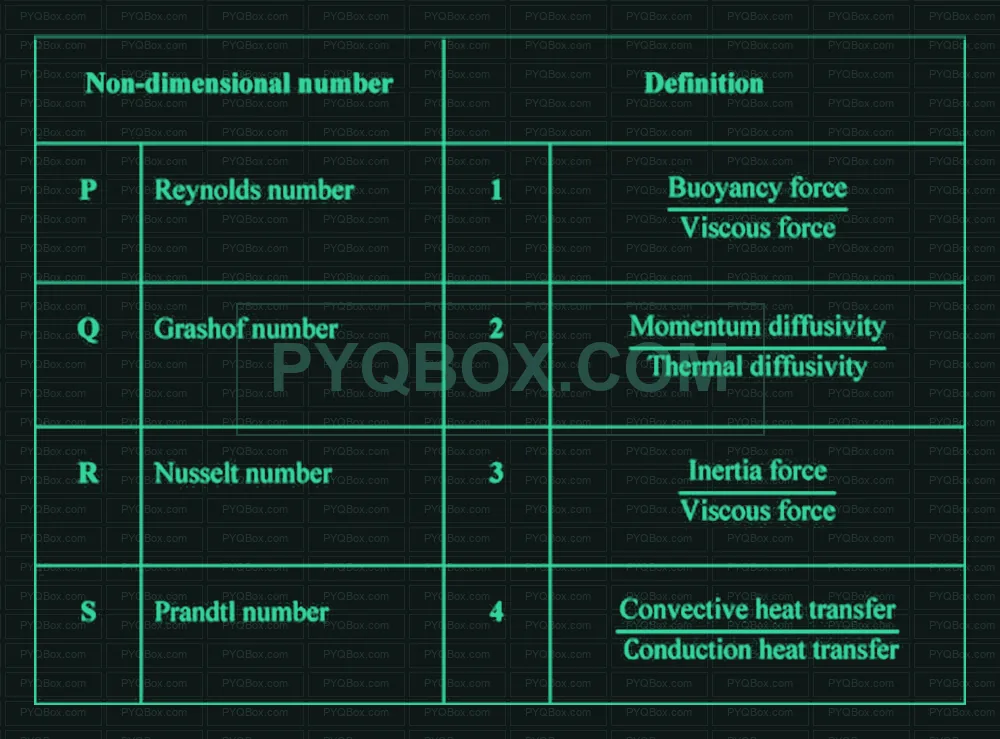 Non-dimensional number Definition
P Reynolds number 1 Buoyancy force
Viscous force
Q Grashof number 2 Momentum diffusivity
Thermal diffusivity
PYQBOX.COM
R Nusselt number 3 Inertia force
Viscous force
S Prandtl number 4 Convective heat transfer
Conduction heat transfer